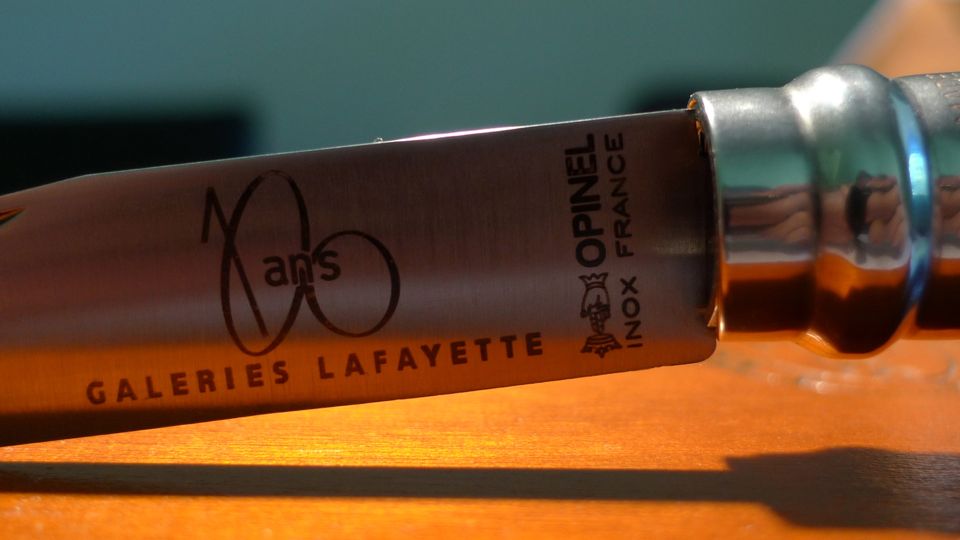 ans
GALERIES LAFAYETTE
OPINEL
INOX FRANCE